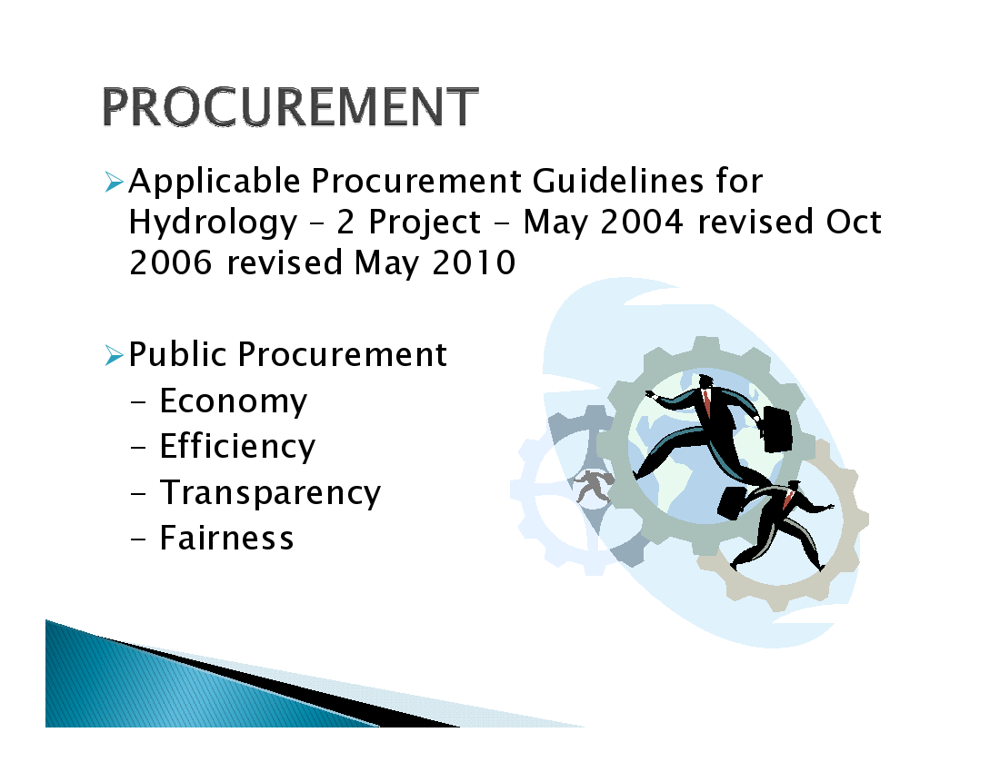 PROCUREMENT
➢Applicable Procurement Guidelines for
Hydrology – 2 Project – May 2004 revised Oct
2006 revised May 2010
➢Public Procurement
– Economy
– Efficiency
– Transparency
– Fairness